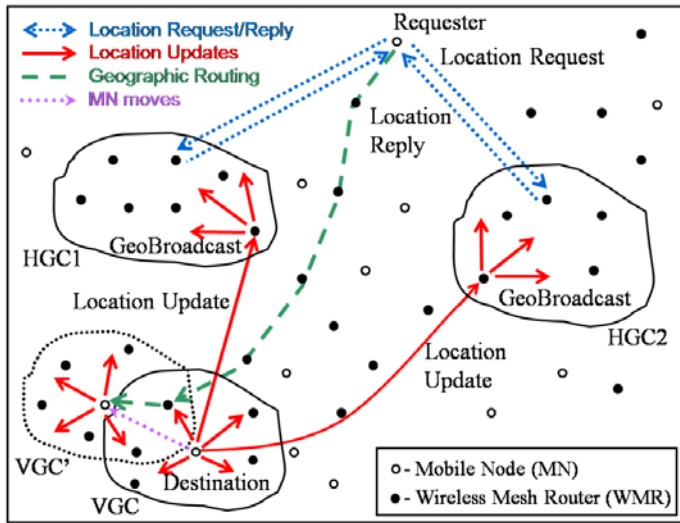 Location Request/Reply
Location Updates
Geographic Routing
MN moves
Requester
Location Request
Location
Reply
GeoBroadcast
HGC1
Location Update
GeoBroadcast
HGC2
Location
Update
VGC'
VGC
Destination
- Mobile Node (MN)
- Wireless Mesh Router (WMR)